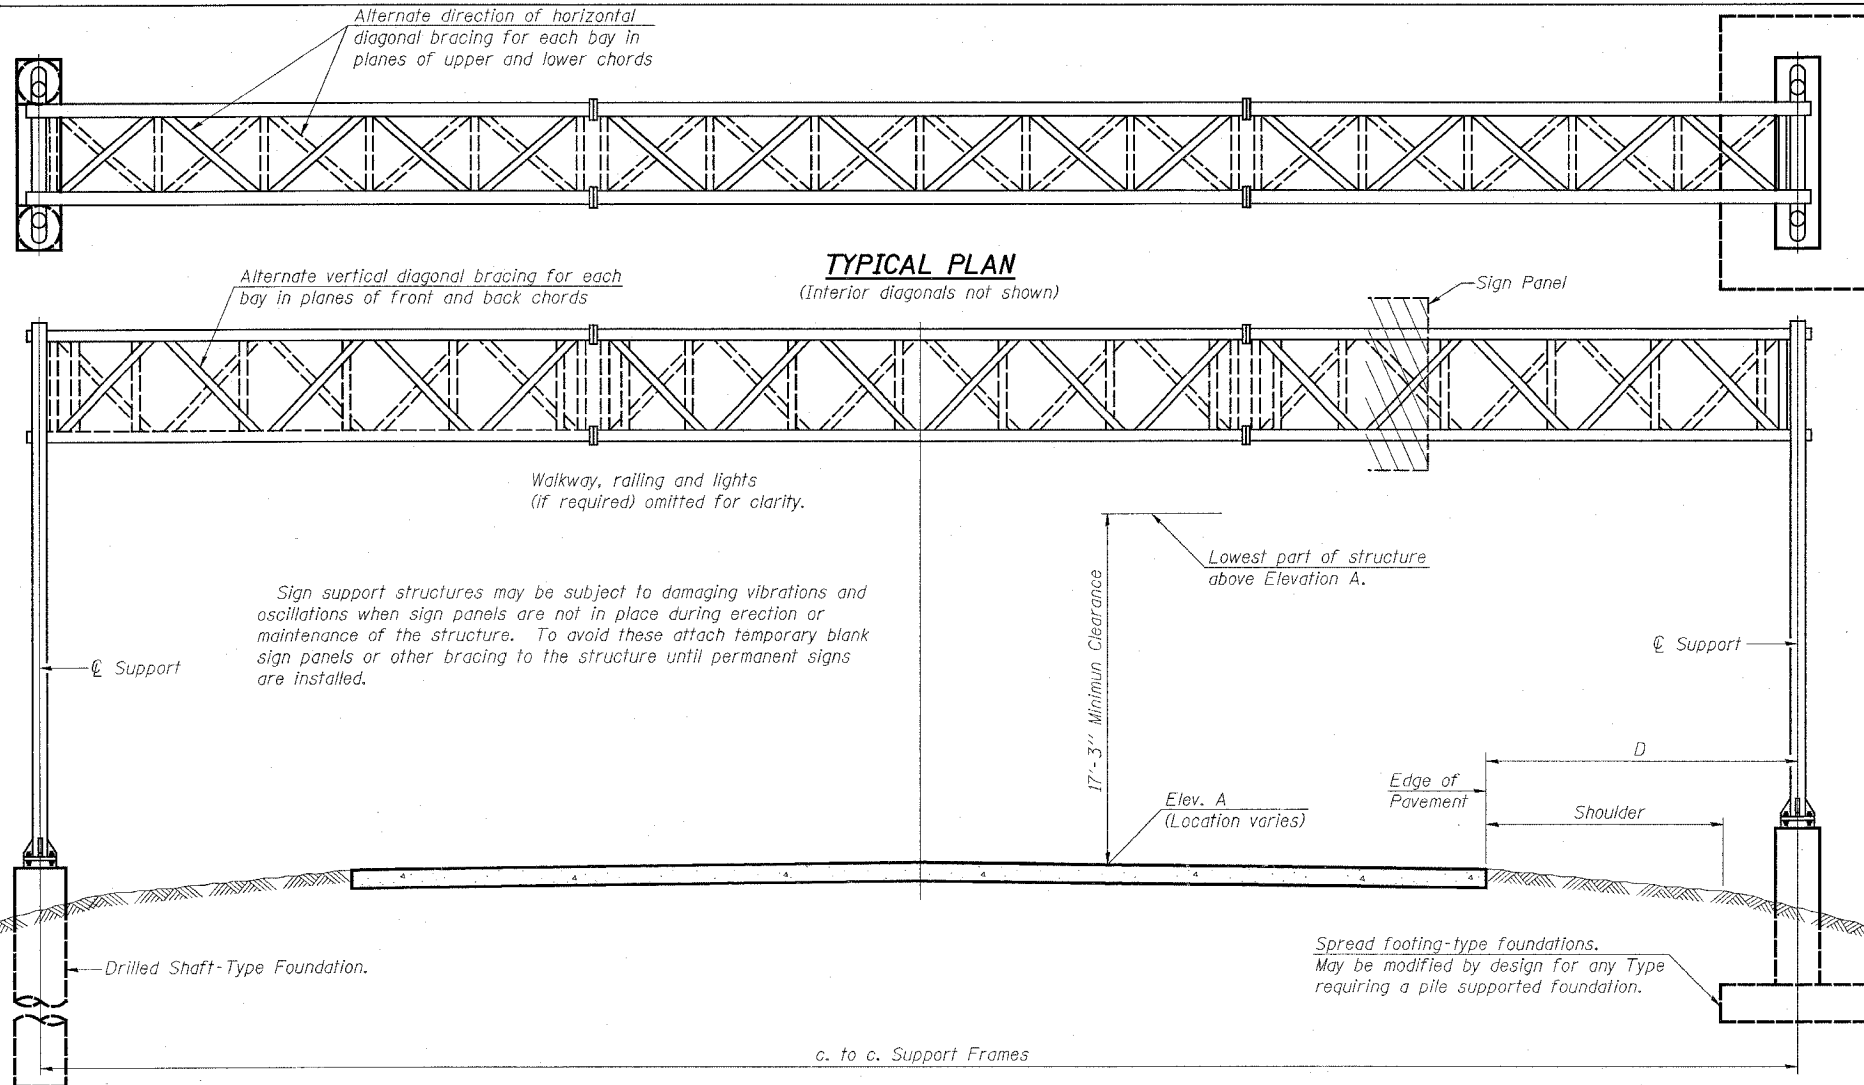 Alternate direction of horizontal
diagonal bracing for each bay in
planes of upper and lower chords
TYPICAL PLAN
(Interior diagonals not shown)
Alternate vertical diagonal bracing for each
bay in planes of front and back chords
Sign Panel
Walkway, railing and lights
(if required) omitted for clarity.
Lowest part of structure
above Elevation A.
Sign support structures may be subject to damaging vibrations and
oscillations when sign panels are not in place during erection or
maintenance of the structure. To avoid these attach temporary blank
sign panels or other bracing to the structure until permanent signs
are installed.
℄ Support
℄ Support
17'-3" Minimun Clearance
D
Edge of
Pavement
Elev. A
(Location varies)
Shoulder
Drilled Shaft-Type Foundation.
Spread footing-type foundations.
May be modified by design for any Type
requiring a pile supported foundation.
c. to c. Support Frames